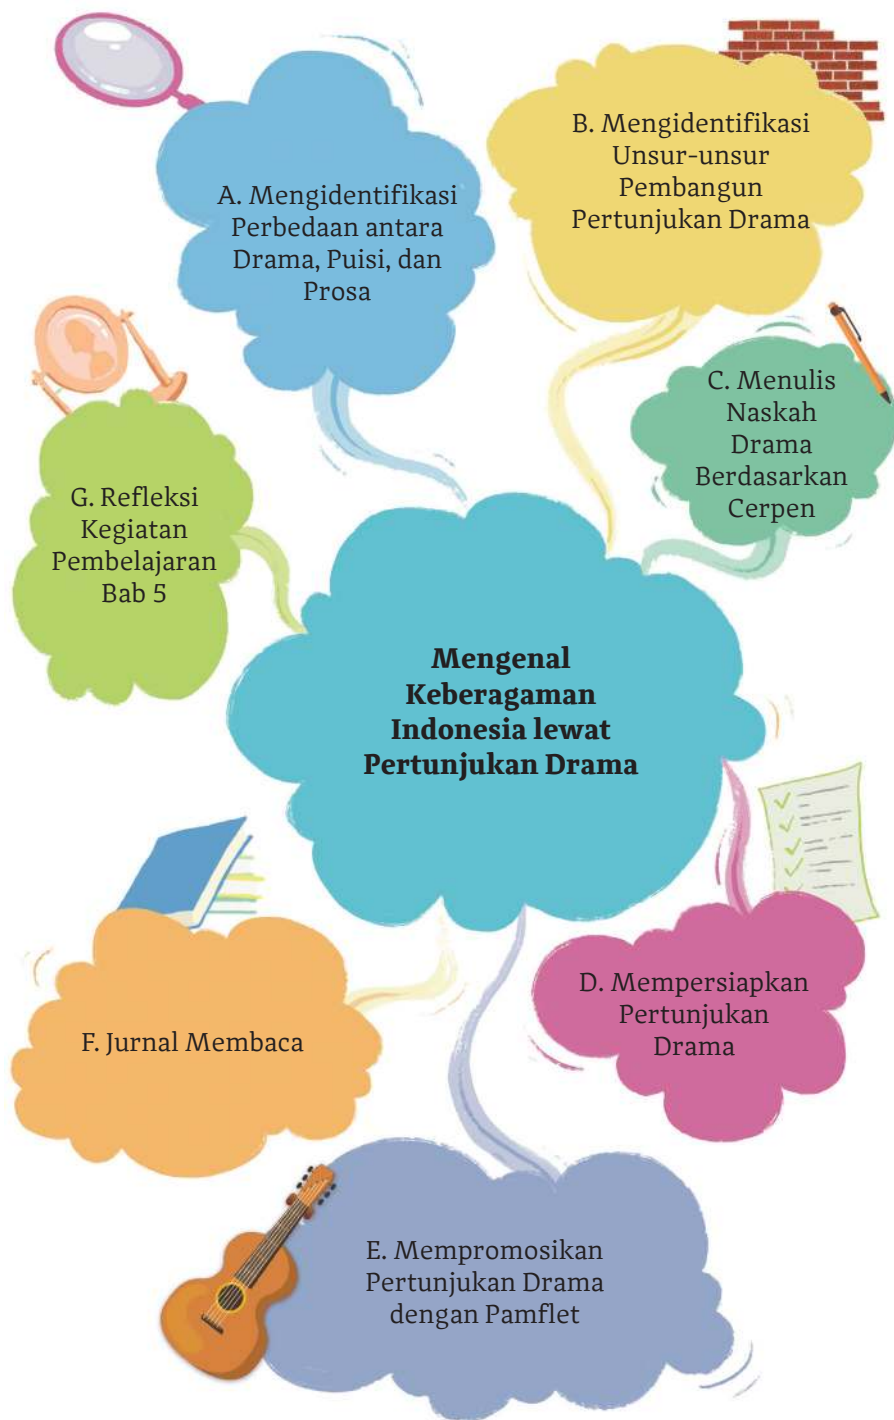 A. Mengidentifikasi
Perbedaan antara
Drama, Puisi, dan
Prosa
B. Mengidentifikasi
Unsur-unsur
Pembangun
Pertunjukan Drama
C. Menulis
Naskah
Drama
Berdasarkan
Cerpen
G. Refleksi
Kegiatan
Pembelajaran
Bab 5
Mengenal
Keberagaman
Indonesia lewat
Pertunjukan Drama
D. Mempersiapkan
Pertunjukan
Drama
F. Jurnal Membaca
E. Mempromosikan
Pertunjukan Drama
dengan Pamflet